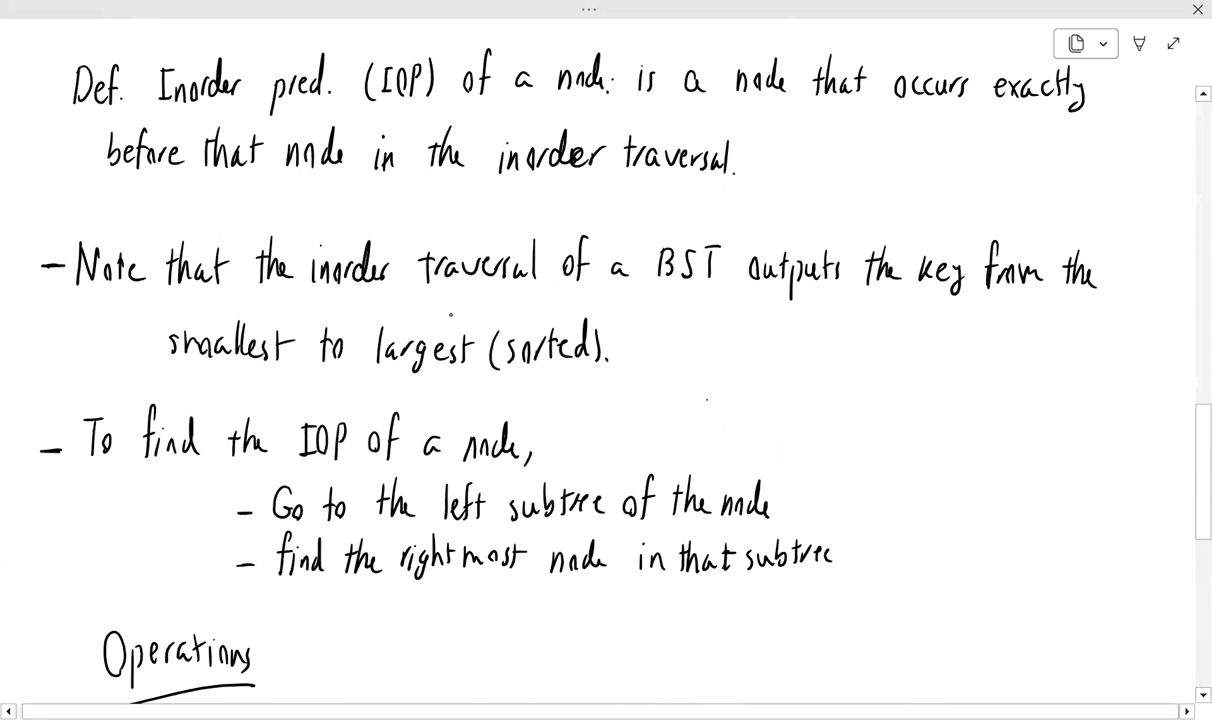 Def. Inorder pred. (IOP) of a node: is a node that occurs exactly
before that node in the inorder traversal.
- Note that the inorder traversal of a BST outputs the key from the
smallest to largest (sorted).
- To find the IOP of a node,
- Go to the left subtree of the node
- find the rightmost node in that subtree
Operations